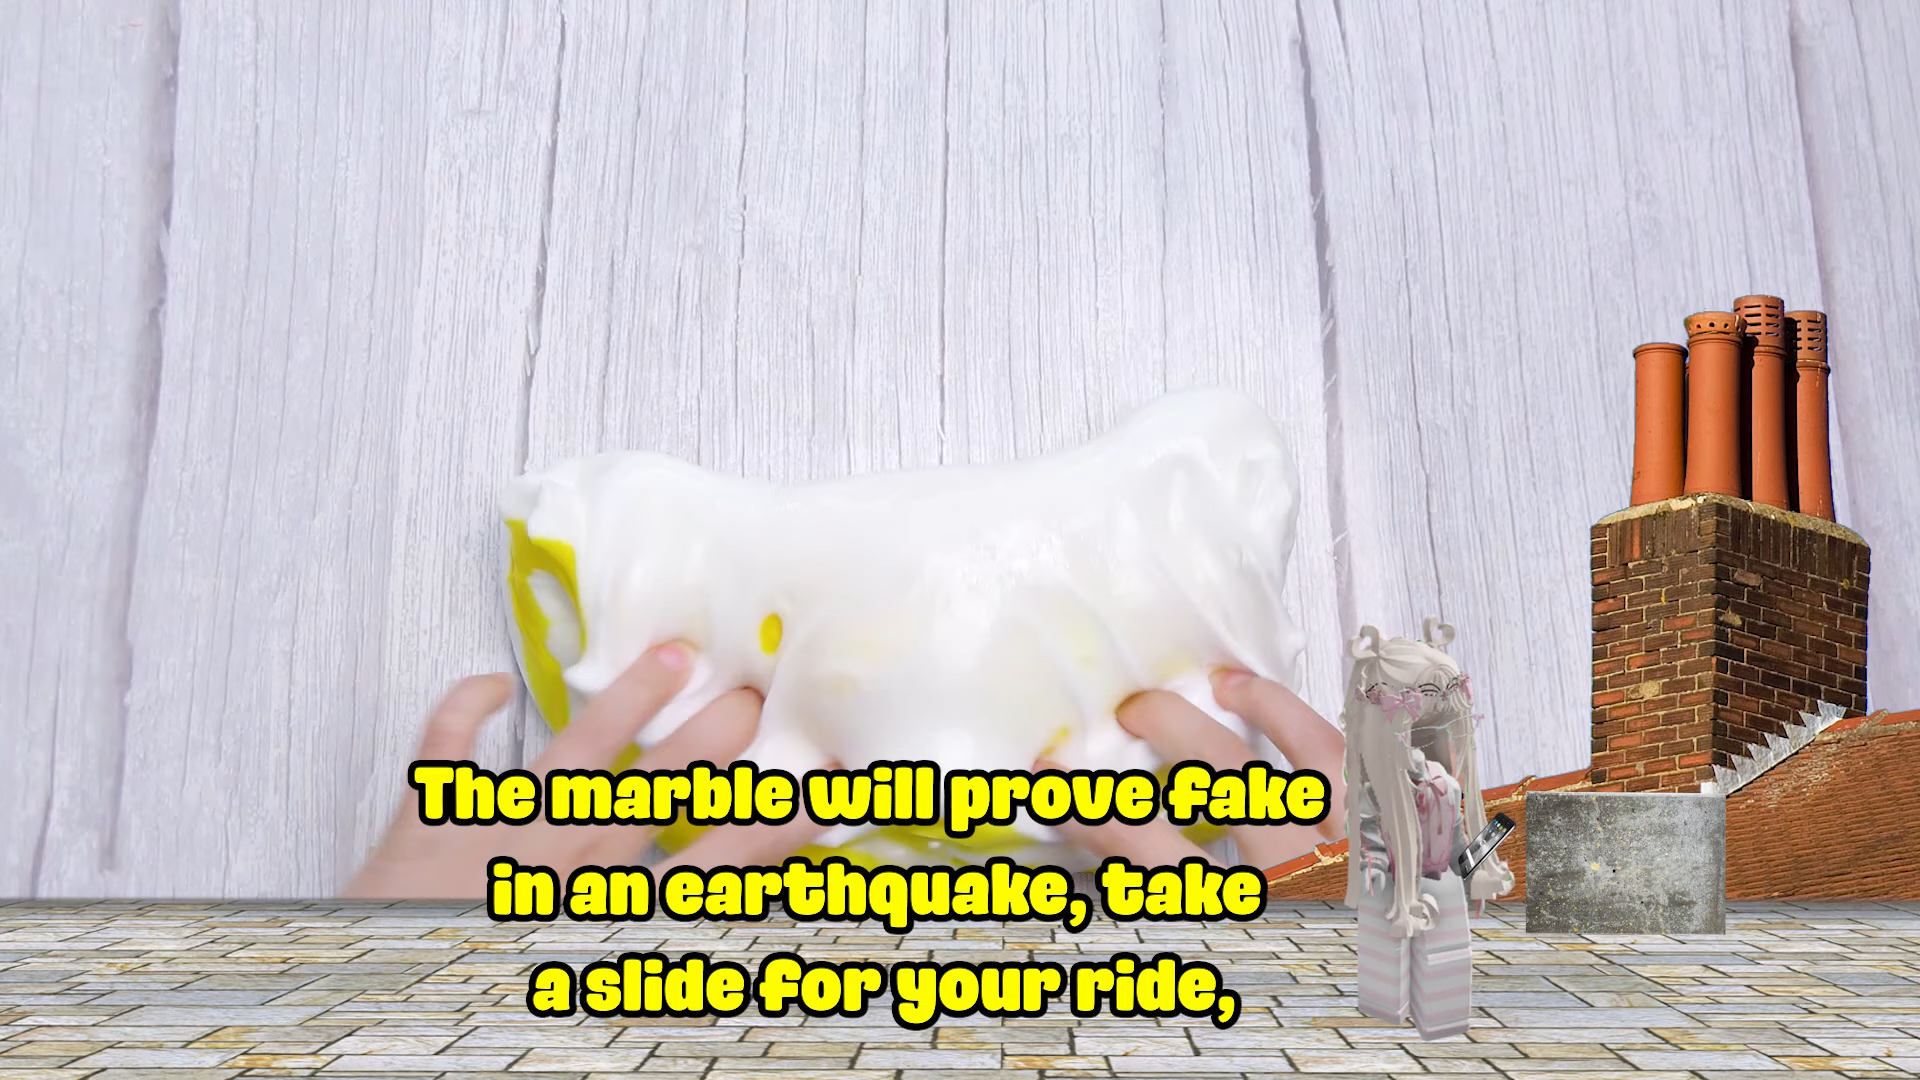 The marble will prove fake
in an earthquake, take
a slide for your ride,